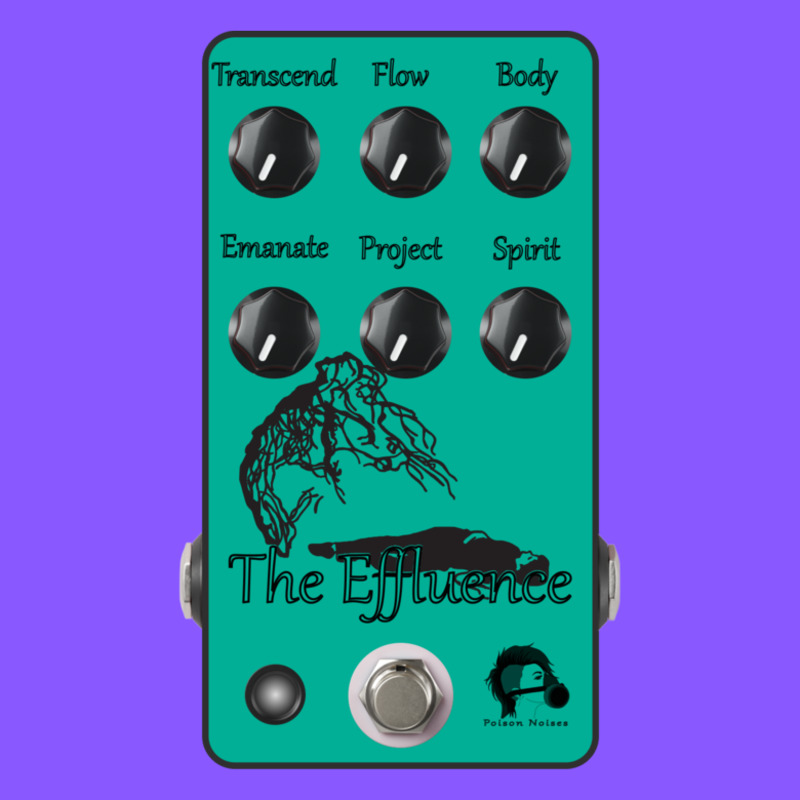 Transcend Flow Body
Emanate Project Spirit
The Effluence
Poison Noises